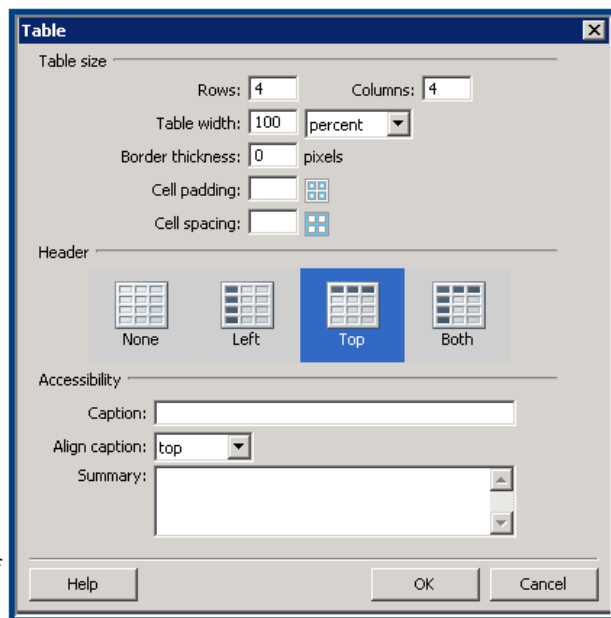 Table
Table size
Rows: 4 Columns: 4
Table width: 100 percent
Border thickness: 0 pixels
Cell padding:
Cell spacing:
Header
None Left Top Both
Accessibility
Caption:
Align caption: top
Summary:
Help OK Cancel